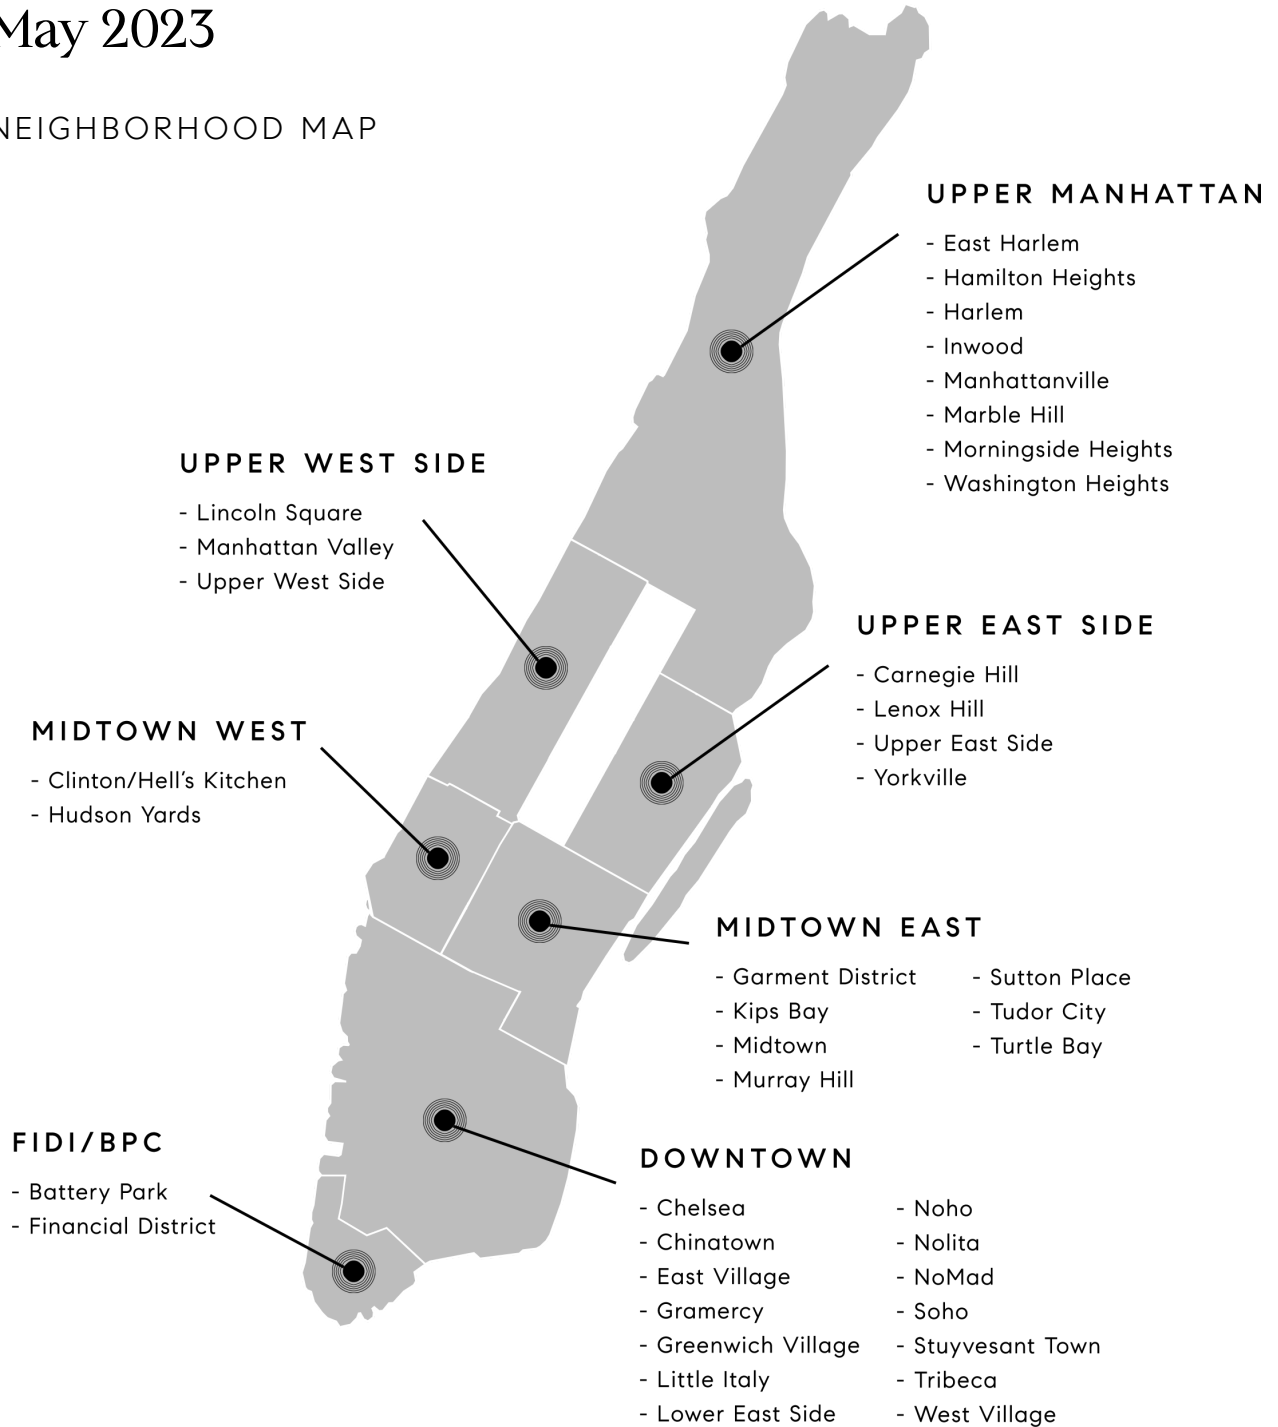 May 2023
NEIGHBORHOOD MAP
UPPER MANHATTAN
- East Harlem
- Hamilton Heights
- Harlem
- Inwood
- Manhattanville
- Marble Hill
- Morningside Heights
- Washington Heights
UPPER WEST SIDE
- Lincoln Square
- Manhattan Valley
- Upper West Side
UPPER EAST SIDE
- Carnegie Hill
- Lenox Hill
- Upper East Side
- Yorkville
MIDTOWN WEST
- Clinton/Hell's Kitchen
- Hudson Yards
MIDTOWN EAST
- Garment District
- Kips Bay
- Midtown
- Murray Hill
- Sutton Place
- Tudor City
- Turtle Bay
FIDI/BPC
- Battery Park
- Financial District
DOWNTOWN
- Chelsea
- Chinatown
- East Village
- Gramercy
- Greenwich Village
- Little Italy
- Lower East Side
- Noho
- Nolita
- NoMad
- Soho
- Stuyvesant Town
- Tribeca
- West Village